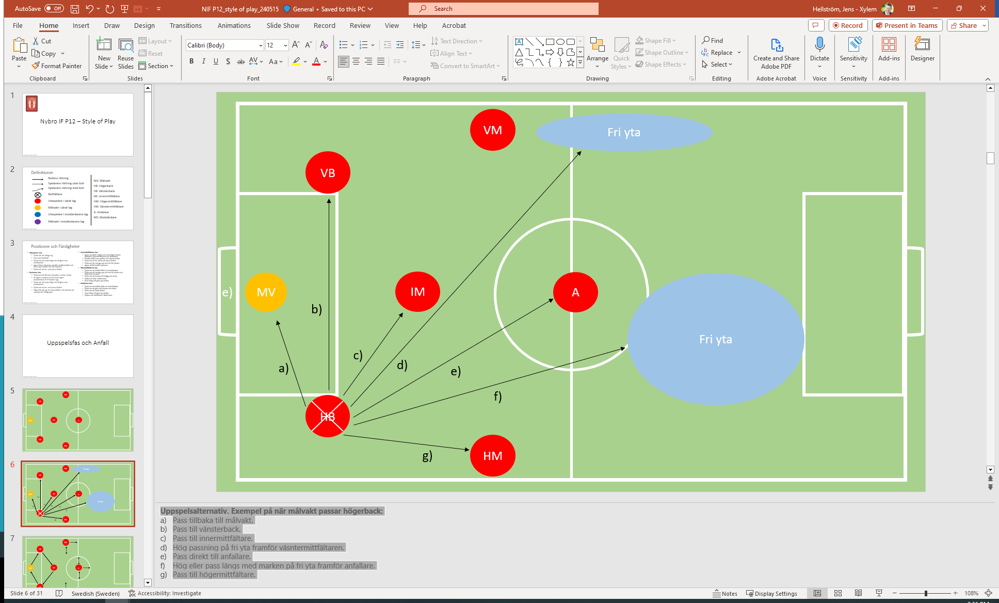 AutoSave Off NIF P12_style of play_240515 General • Saved to this PC Search Hellström, Jens - Xylem
File Home Insert Draw Design Transitions Animations Slide Show Record Review View Help Acrobat Record Present in Teams Share
Paste Cut Copy Format Painter
Clipboard
New Slide Reuse Slides Layout Reset Section
Slides
Calibri (Body) 12
B I U S ab AV Aa A
Font
Text Direction
Align Text
Convert to SmartArt
Paragraph
Arrange Quick Styles Shape Fill Shape Outline Shape Effects
Drawing
Find
Replace
Select
Editing
Create and Share Adobe PDF
Adobe Acrobat
Dictate
Voice
Sensitivity
Sensitivity
Add-ins
Add-ins
Designer
1
Nybro IF P12 – Style of Play
2
Definitioner
Bollens riktning
Spelarens riktning utan boll
Spelarens riktning med boll
Bollhållare
Utespelare i vårat lag
Målvakt i vårat lag
Utespelare i motståndarens lag
Målvakt i motståndarens lag
MV: Målvakt
HB: Högerback
VB: Vänsterback
IM: Innermittfältare
HM: Högermittfältare
VM: Vänstermittfältare
A: Anfallare
MS: Motståndare
3
Positioner och Färdigheter
4
Uppspelsfas och Anfall
5
6
7
VM
Fri yta
VB
e)
MV
IM
A
b)
Fri yta
c)
d)
a)
e)
f)
HB
g)
HM
Uppspelsalternativ. Exempel på när målvakt passar högerback:
a) Pass tillbaka till målvakt.
b) Pass till vänsterback.
c) Pass till innermittfältare.
d) Hög passning på fri yta framför väsntermittfältaren.
e) Pass direkt till anfallare.
f) Hög eller pass längs med marken på fri yta framför anfallare.
g) Pass till högermittfältare.
Slide 6 of 31 Swedish (Sweden) Accessibility: Investigate Notes Display Settings 108%